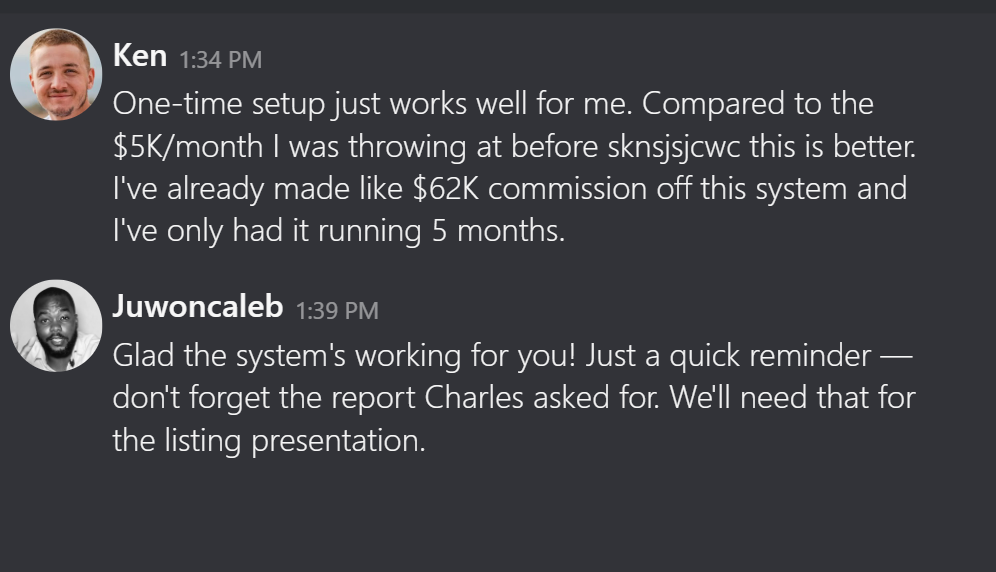 Ken 1:34 PM
One-time setup just works well for me. Compared to the
$5K/month I was throwing at before sknsjsjcwc this is better.
I've already made like $62K commission off this system and
I've only had it running 5 months.
Juwoncaleb 1:39 PM
Glad the system's working for you! Just a quick reminder —
don't forget the report Charles asked for. We'll need that for
the listing presentation.